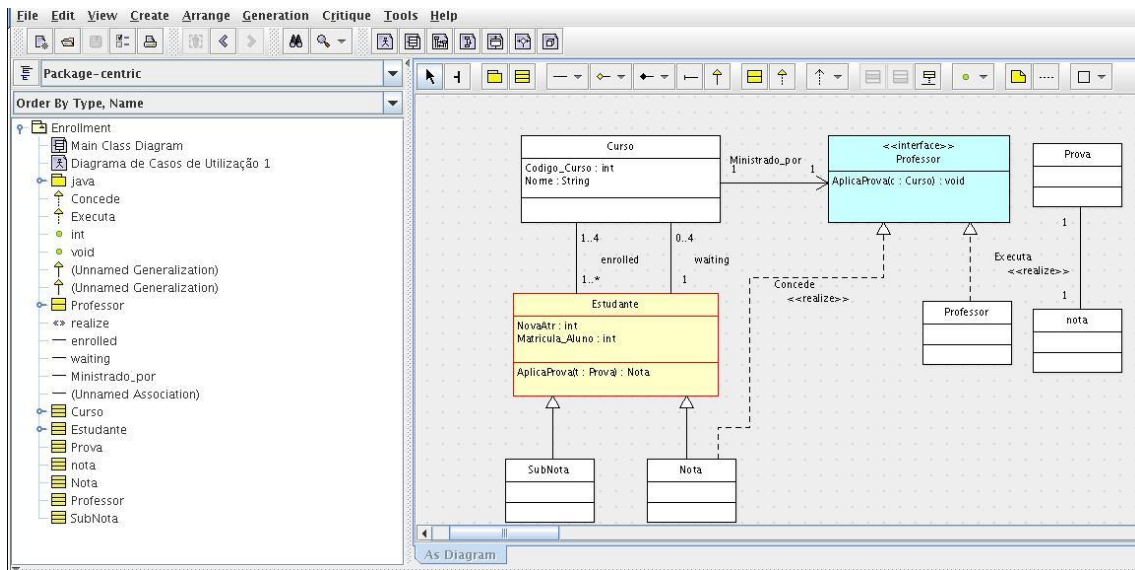 File Edit View Create Arrange Generation Critique Tools Help
Package-centric
Order By Type, Name
Enrollment
Main Class Diagram
Diagrama de Casos de Utilização 1
java
Concede
Executa
int
void
(Unnamed Generalization)
(Unnamed Generalization)
Professor
realize
enrolled
waiting
Ministrado_por
(Unnamed Association)
Curso
Estudante
Prova
nota
Nota
Professor
SubNota
Curso
Codigo_Curso : int
Nome : String
Ministrado_por
1 1
<<interface>>
Professor
AplicaProva(c : Curso) : void
Prova
1
1
nota
1..4
enrolled
1..*
0..4
waiting
1
Executa
<<realize>>
Concede
<<realize>>
Professor
Estudante
NovaAtr : int
Matricula_Aluno : int
AplicaProva(t : Prova) : Nota
SubNota
Nota
As Diagram